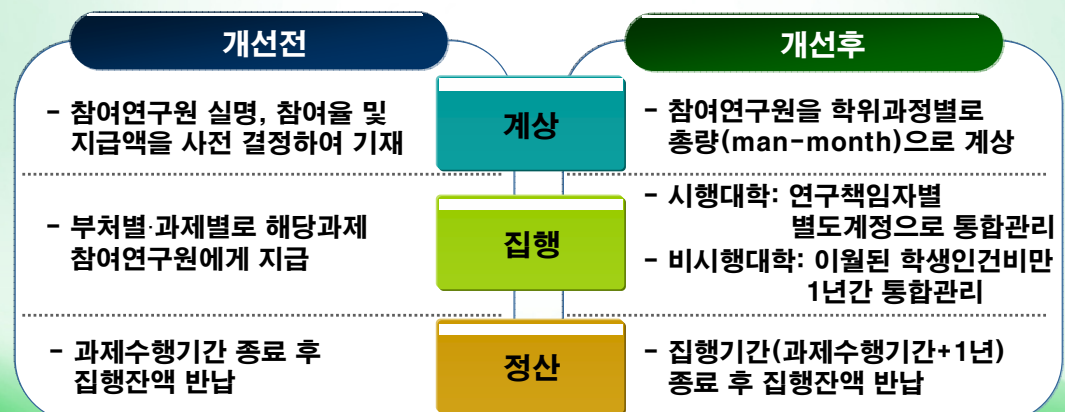 개선전
개선후
- 참여연구원 실명, 참여율 및
지급액을 사전 결정하여 기재
계상
- 참여연구원을 학위과정별로
총량(man-month)으로 계상
- 부처별·과제별로 해당과제
참여연구원에게 지급
집행
- 시행대학: 연구책임자별
별도계정으로 통합관리
- 비시행대학: 이월된 학생인건비만
1년간 통합관리
- 과제수행기간 종료 후
집행잔액 반납
정산
- 집행기간(과제수행기간+1년)
종료 후 집행잔액 반납